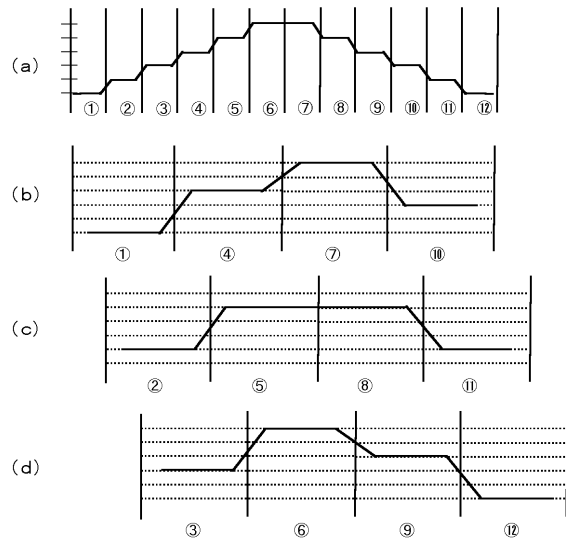 (a)
① ② ③ ④ ⑤ ⑥ ⑦ ⑧ ⑨ ⑩ ⑪ ⑫
(b)
① ④ ⑦ ⑩
(c)
② ⑤ ⑧ ⑪
(d)
③ ⑥ ⑨ ⑫